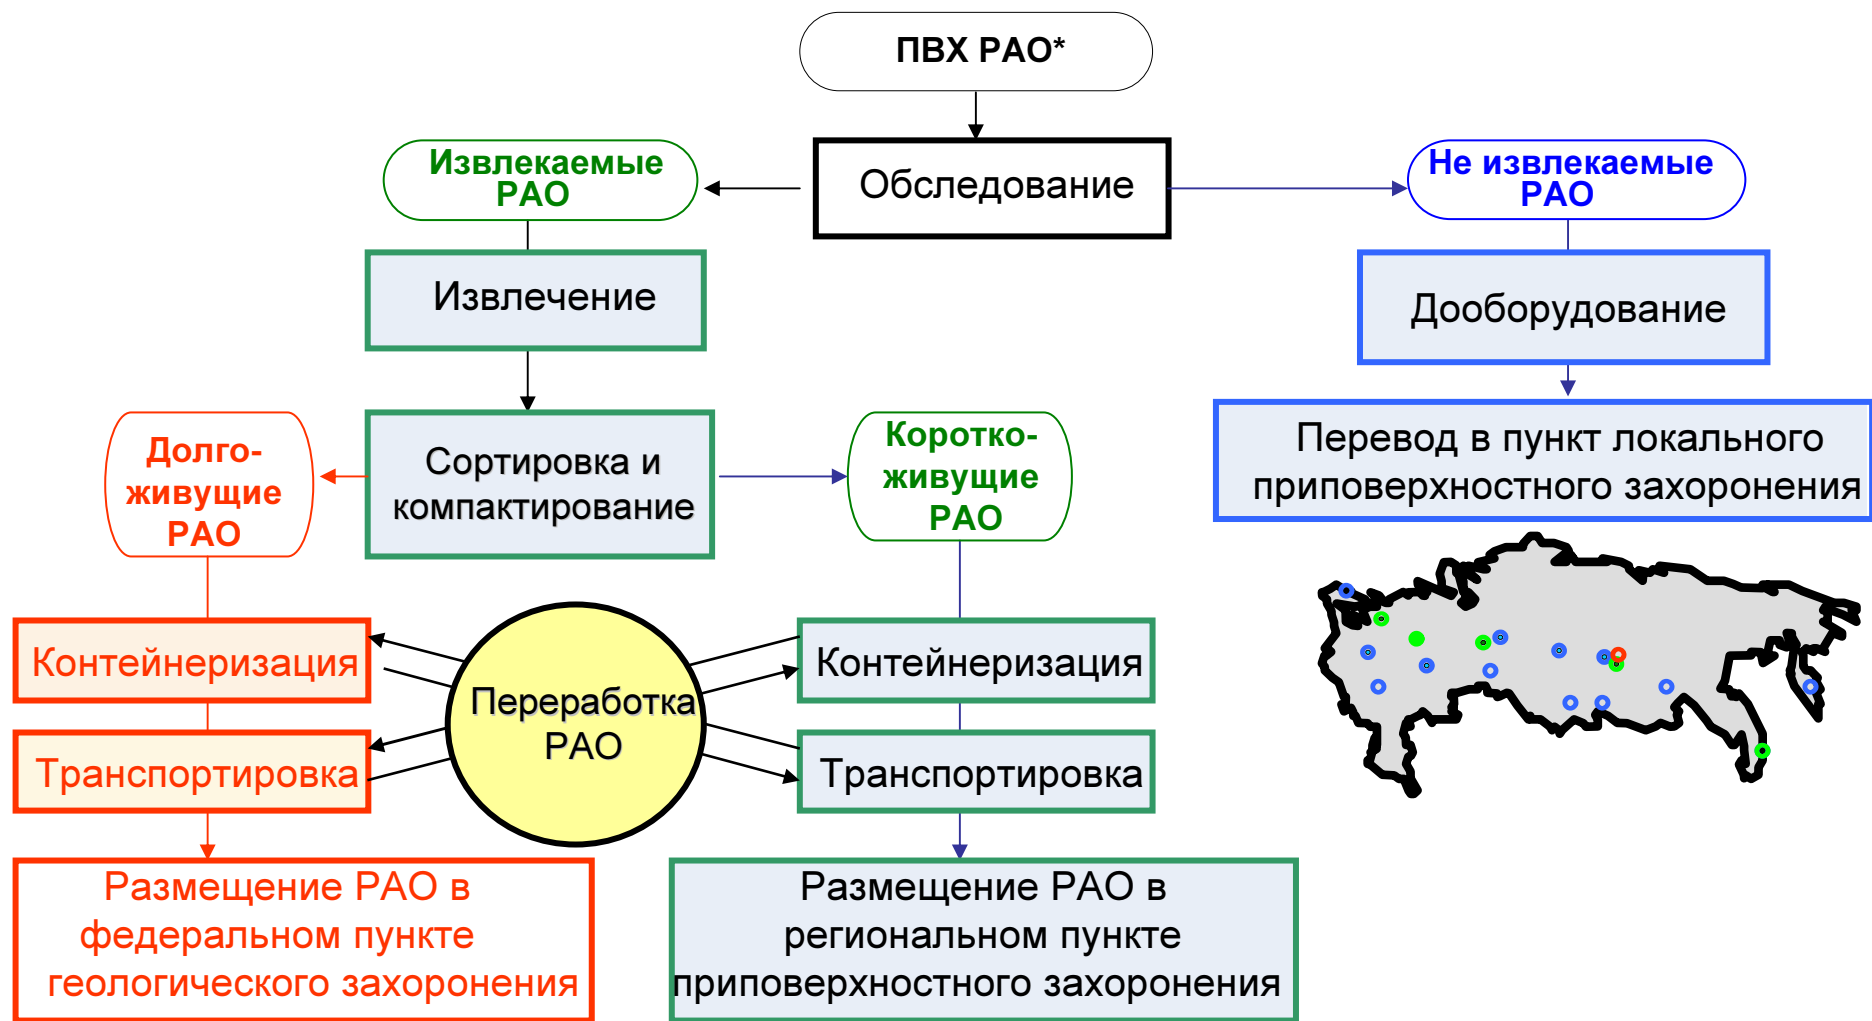 ПВХ РАО*
Извлекаемые
РАО
Обследование
Не извлекаемые
РАО
Извлечение
Дооборудование
Долго-
живущие
РАО
Сортировка и
компактирование
Коротко-
живущие
РАО
Перевод в пункт локального
приповерхностного захоронения
Контейнеризация
Переработка
РАО
Контейнеризация
Транспортировка
Транспортировка
Размещение РАО в
федеральном пункте
геологического захоронения
Размещение РАО в
региональном пункте
приповерхностного захоронения